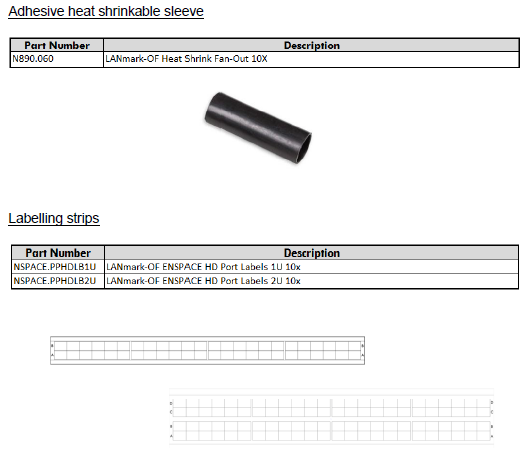 Adhesive heat shrinkable sleeve
Part Number Description
N890.060 LANmark-OF Heat Shrink Fan-Out 10X
Labelling strips
Part Number Description
NSPACE.PPHDLB1U LANmark-OF ENSPACE HD Port Labels 1U 10x
NSPACE.PPHDLB2U LANmark-OF ENSPACE HD Port Labels 2U 10x
B B
A A
D D
C C
B B
A A